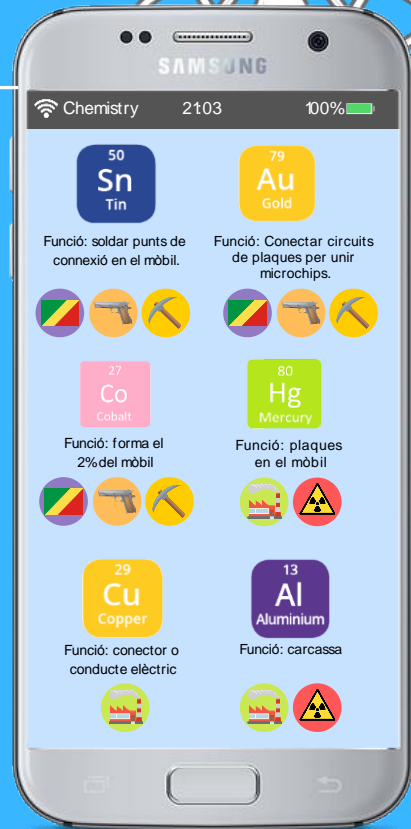 SAMSUNG
Chemistry 21:03 100%
50
Sn
Tin
Funció: soldar punts de
connexió en el mòbil.
79
Au
Gold
Funció: Conectar circuits
de plaques per unir
microchips.
27
Co
Cobalt
Funció: forma el
2% del mòbil
80
Hg
Mercury
Funció: plaques
en el mòbil
29
Cu
Copper
Funció: conector o
conducte elèctric
13
Al
Aluminium
Funció: carcassa